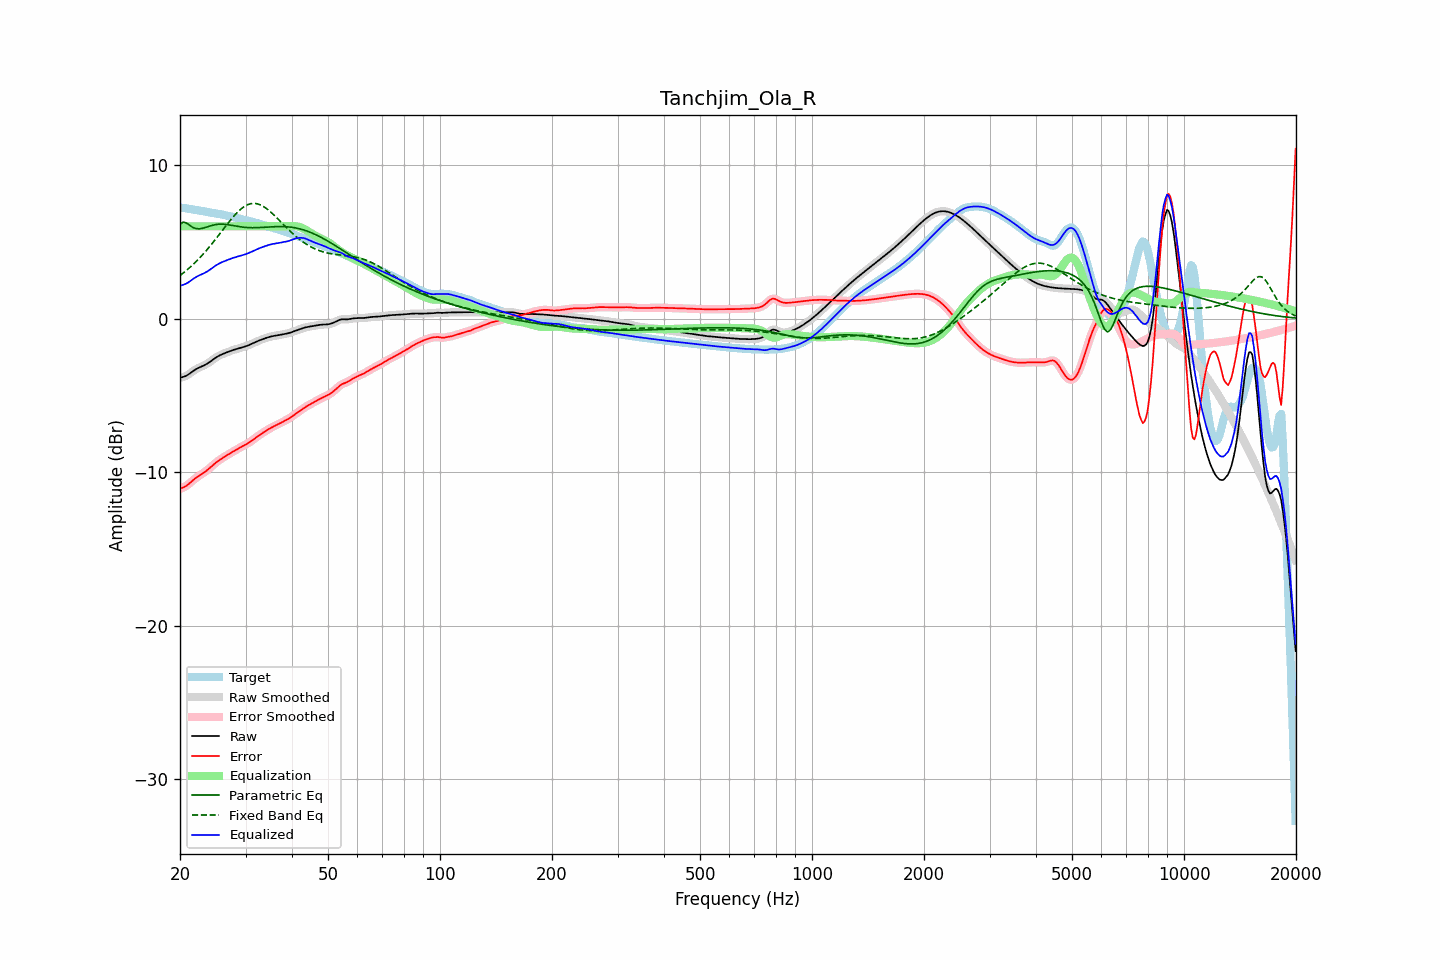 Tanchjim_Ola_R
Amplitude (dBr)
10
0
−10
−20
−30
Target
Raw Smoothed
Error Smoothed
Raw
Error
Equalization
Parametric Eq
Fixed Band Eq
Equalized
20 50 100 200 500 1000 2000 5000 10000 20000
Frequency (Hz)